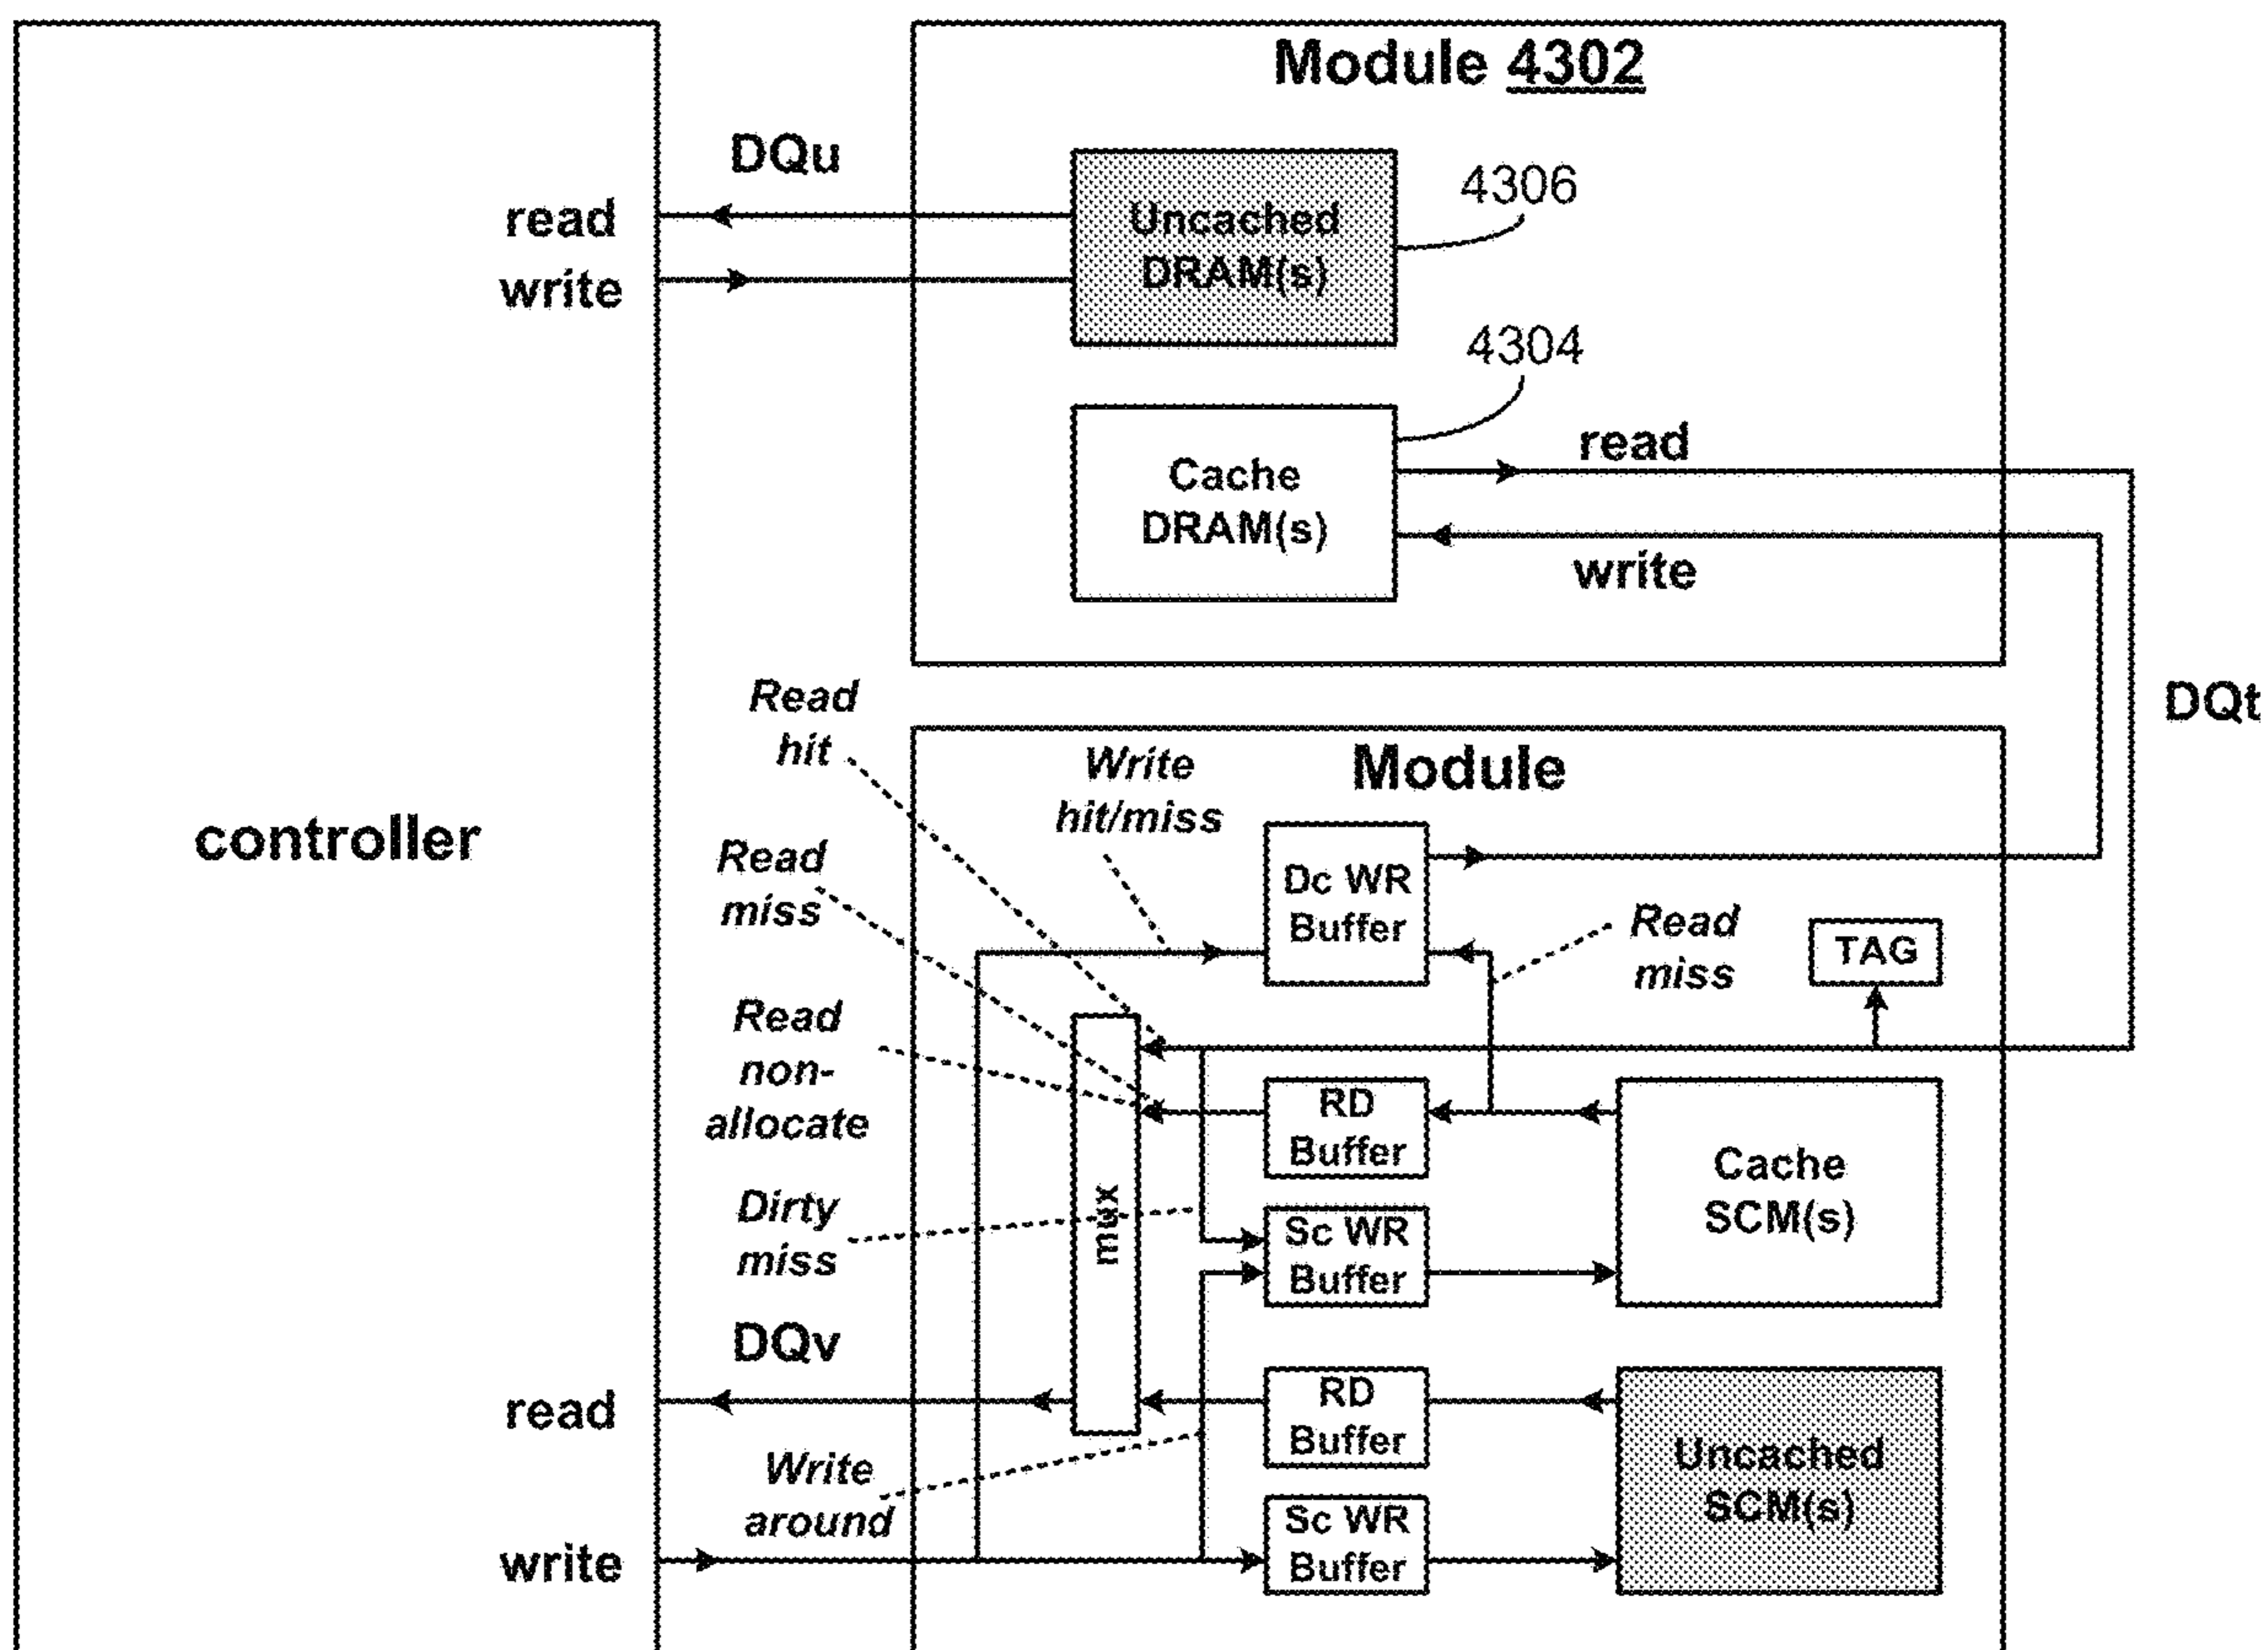 Module 4302
DQu
read
write
Uncached
DRAM(s)
4306
4304
Cache
DRAM(s)
read
write
DQt
controller
Module
Read
hit
Write
hit/miss
Read
miss
Dc WR
Buffer
Read
miss
TAG
Read
non-
allocate
mux
RD
Buffer
Cache
SCM(s)
Dirty
miss
Sc WR
Buffer
DQv
read
RD
Buffer
Uncached
SCM(s)
Write
around
write
Sc WR
Buffer